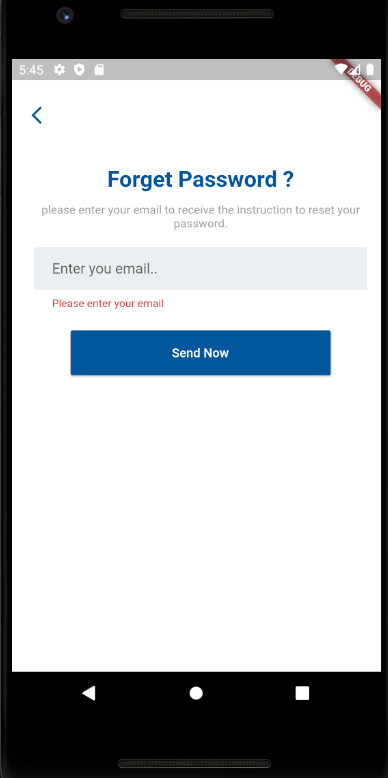 5:45
DEBUG
Forget Password ?
please enter your email to receive the instruction to reset your
password.
Enter you email..
Please enter your email
Send Now